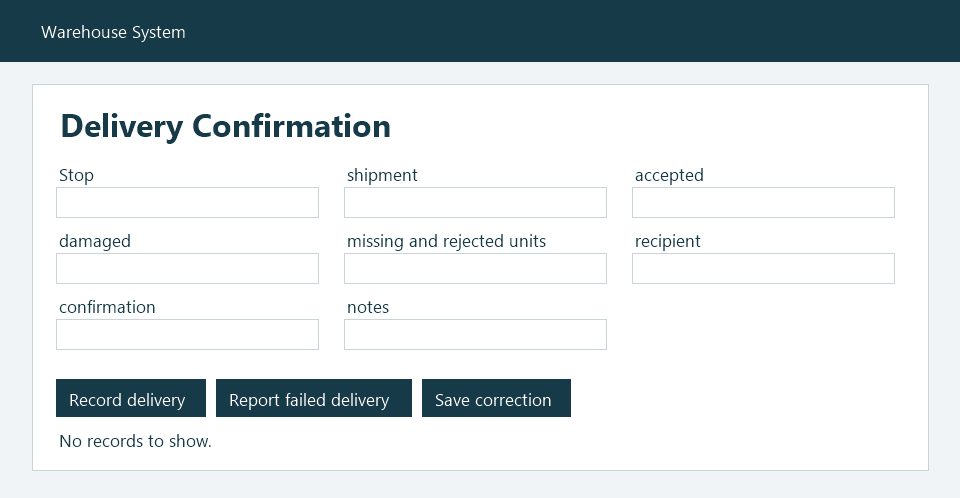 Warehouse System
Delivery Confirmation
Stop
shipment
accepted
damaged
missing and rejected units
recipient
confirmation
notes
Record delivery
Report failed delivery
Save correction
No records to show.